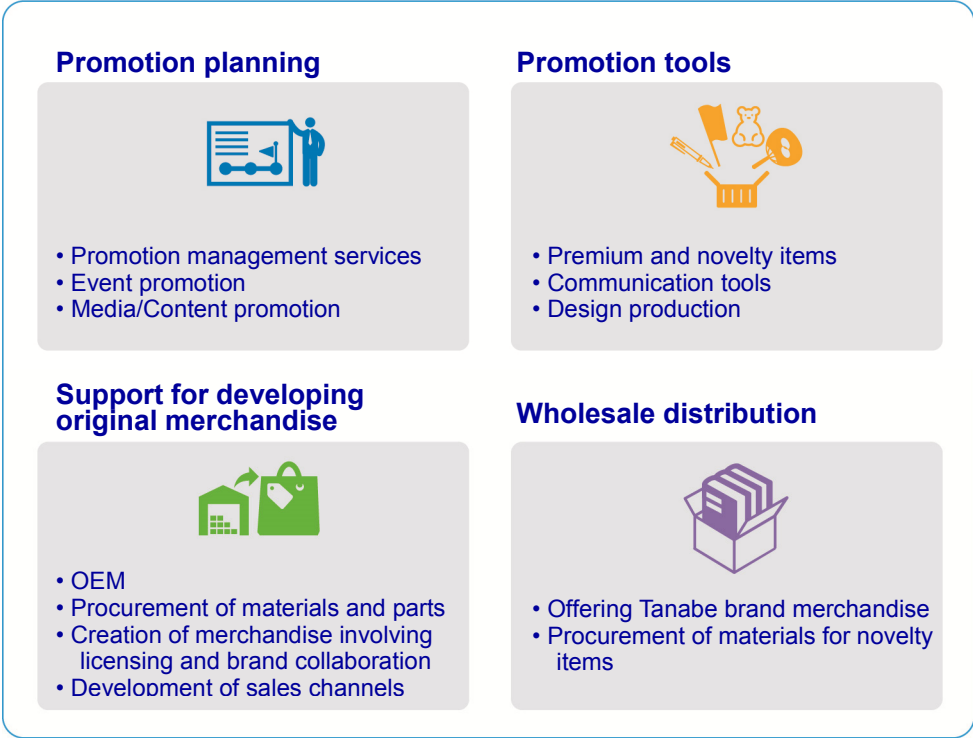 Promotion planning
• Promotion management services
• Event promotion
• Media/Content promotion
Promotion tools
• Premium and novelty items
• Communication tools
• Design production
Support for developing
original merchandise
• OEM
• Procurement of materials and parts
• Creation of merchandise involving
licensing and brand collaboration
• Development of sales channels
Wholesale distribution
• Offering Tanabe brand merchandise
• Procurement of materials for novelty
items